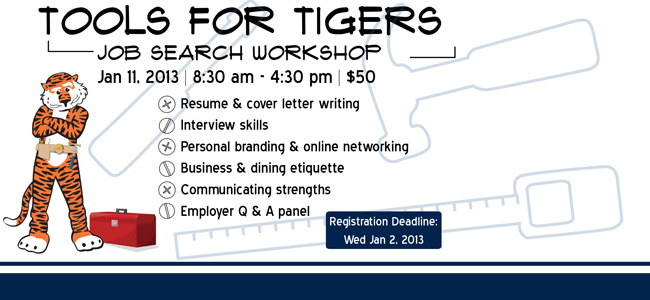 TOOLS FOR TIGERS
JOB SEARCH WORKSHOP
Jan 11, 2013 | 8:30 am - 4:30 pm | $50
Resume & cover letter writing
Interview skills
Personal branding & online networking
Business & dining etiquette
Communicating strengths
Employer Q & A panel
Registration Deadline:
Wed Jan 2, 2013